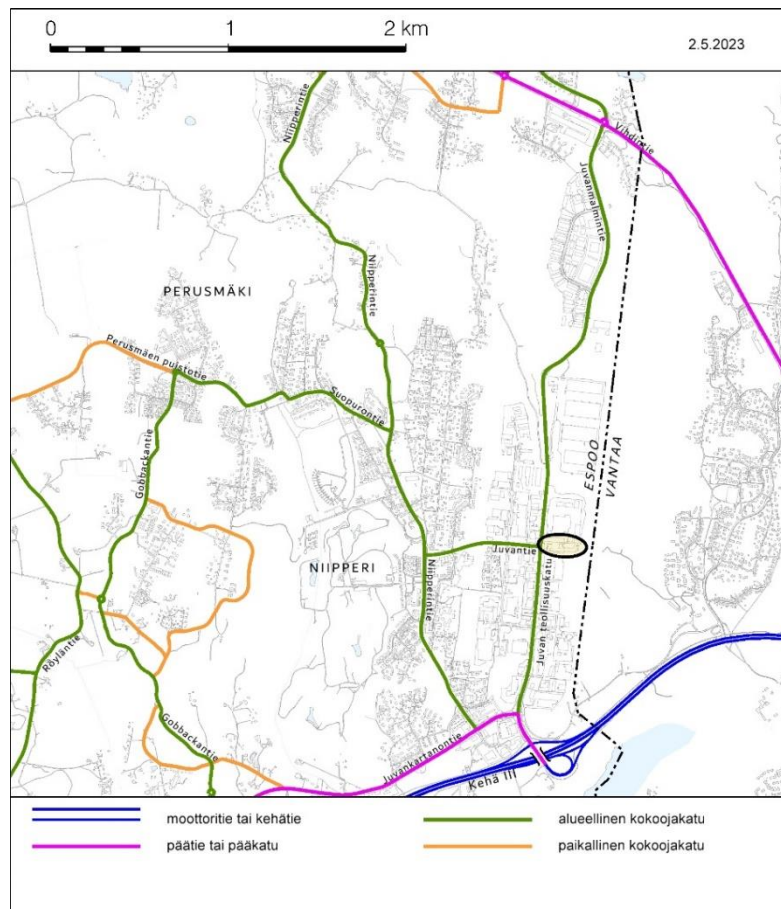 0 1 2 km
2.5.2023
Niipperintie
Vihdintie
Juvanmalmintie
Niipperintie
PERUSMÄKI
Perusmäen puistotie
Suopurontie
Gobbackantie
ESPOO
VANTAA
Juvantie
NIIPPERI
Niipperintie
Juvan teollisuuskatu
Röyläntie
Gobbackantie
Juvankartanontie
Kehä III
moottoritie tai kehätie
alueellinen kokoojakatu
päätie tai pääkatu
paikallinen kokoojakatu